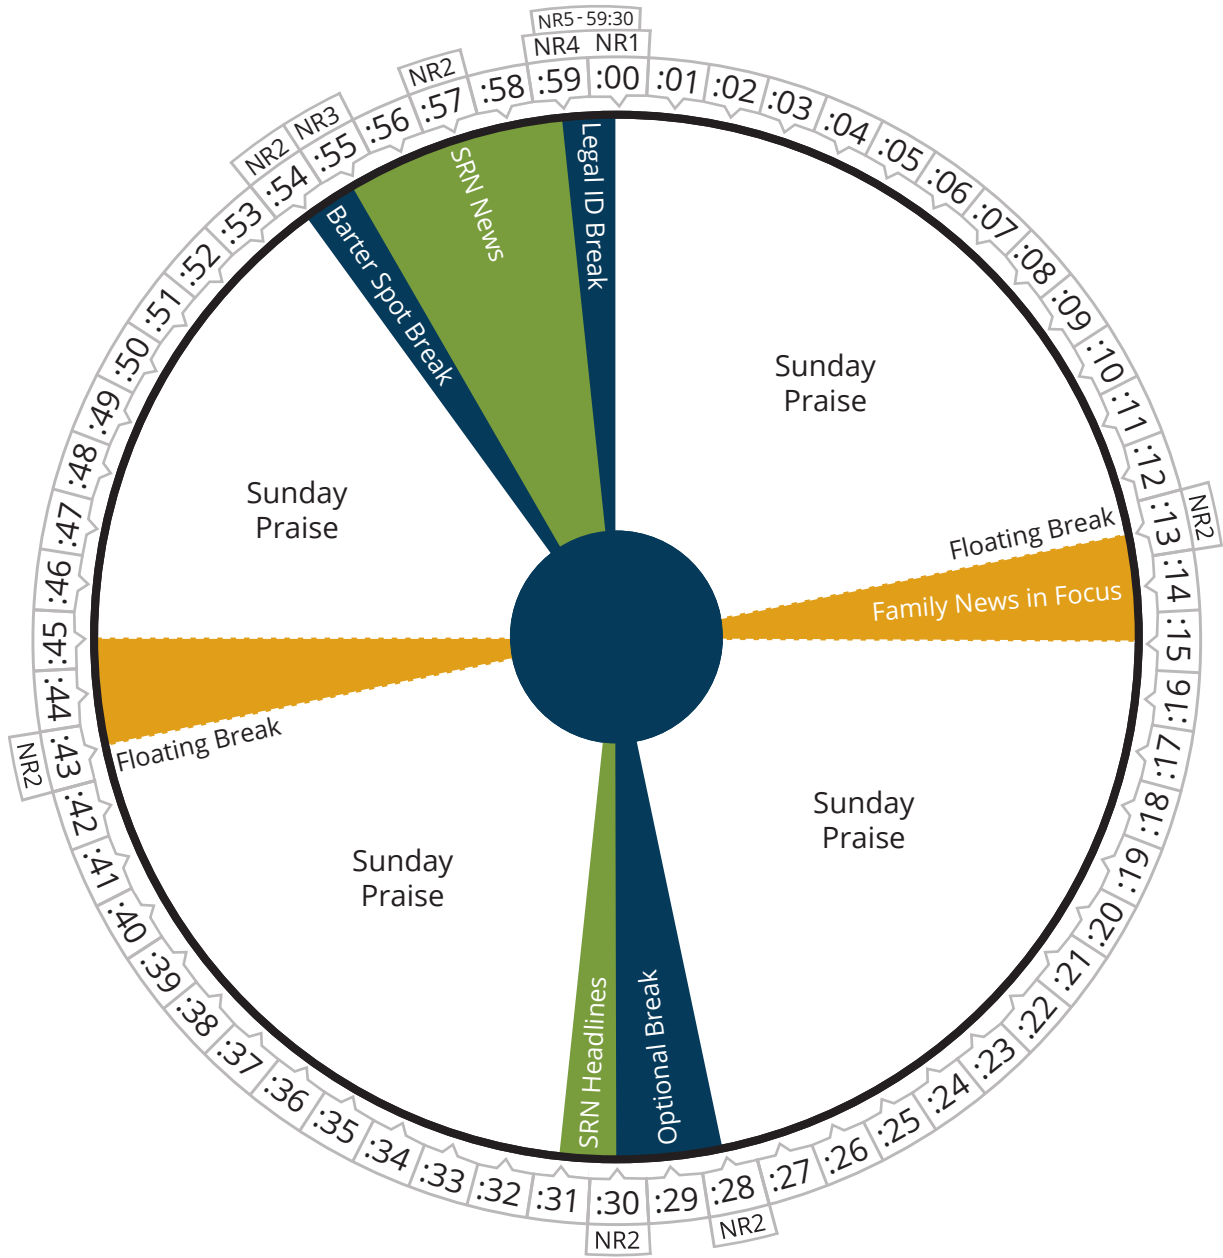 NR5 - 59:30
NR4 NR1
:00
:01
:02
:03
:04
:05
:06
:07
:08
:09
:10
:11
:12
:13
NR2
:14
:15
:16
:17
:18
:19
:20
:21
:22
:23
:24
:25
:26
:27
:28
NR2
:29
:30
NR2
:31
:32
:33
:34
:35
:36
:37
:38
:39
:40
:41
:42
:43
NR2
:44
:45
:46
:47
:48
:49
:50
:51
:52
:53
:54
NR2
:55
NR3
:56
:57
NR2
:58
:59
Legal ID Break
Sunday
Praise
Floating Break
Family News in Focus
Sunday
Praise
Optional Break
SRN Headlines
Sunday
Praise
Floating Break
Sunday
Praise
Barter Spot Break
SRN News